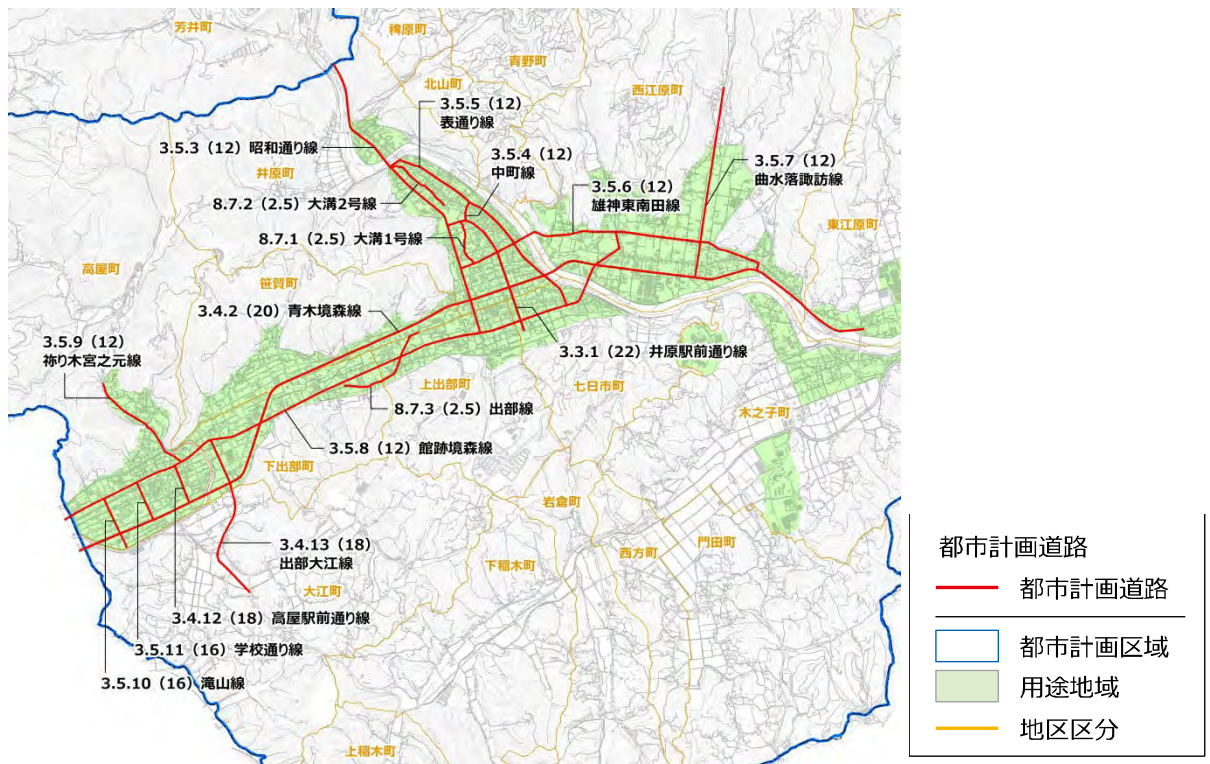 芳井町
稗原町
青野町
北山町
西江原町
3.5.5（12）
表通り線
3.5.3（12）昭和通り線
3.5.4（12）
中町線
3.5.7（12）
曲水落諏訪線
井原町
3.5.6（12）
雄神東南田線
8.7.2（2.5）大溝2号線
東江原町
8.7.1（2.5）大溝1号線
高屋町
笹賀町
3.4.2（20）青木境森線
3.5.9（12）
祢り木宮之元線
3.3.1（22）井原駅前通り線
上出部町
七日市町
8.7.3（2.5）出部線
木之子町
3.5.8（12）館跡境森線
下出部町
岩倉町
3.4.13（18）
出部大江線
西方町
門田町
下稲木町
大江町
3.4.12（18）高屋駅前通り線
3.5.11（16）学校通り線
3.5.10（16）滝山線
上稲木町
都市計画道路
都市計画道路
都市計画区域
用途地域
地区区分